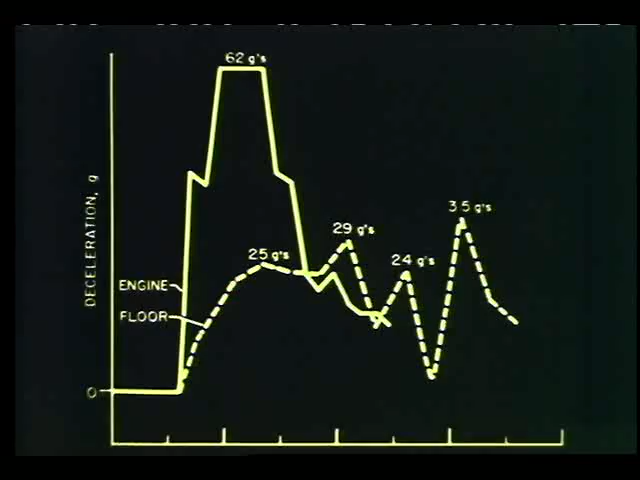 62 g's
35 g's
29 g's
25 g's
24 g's
DECELERATION, g
ENGINE
FLOOR
0